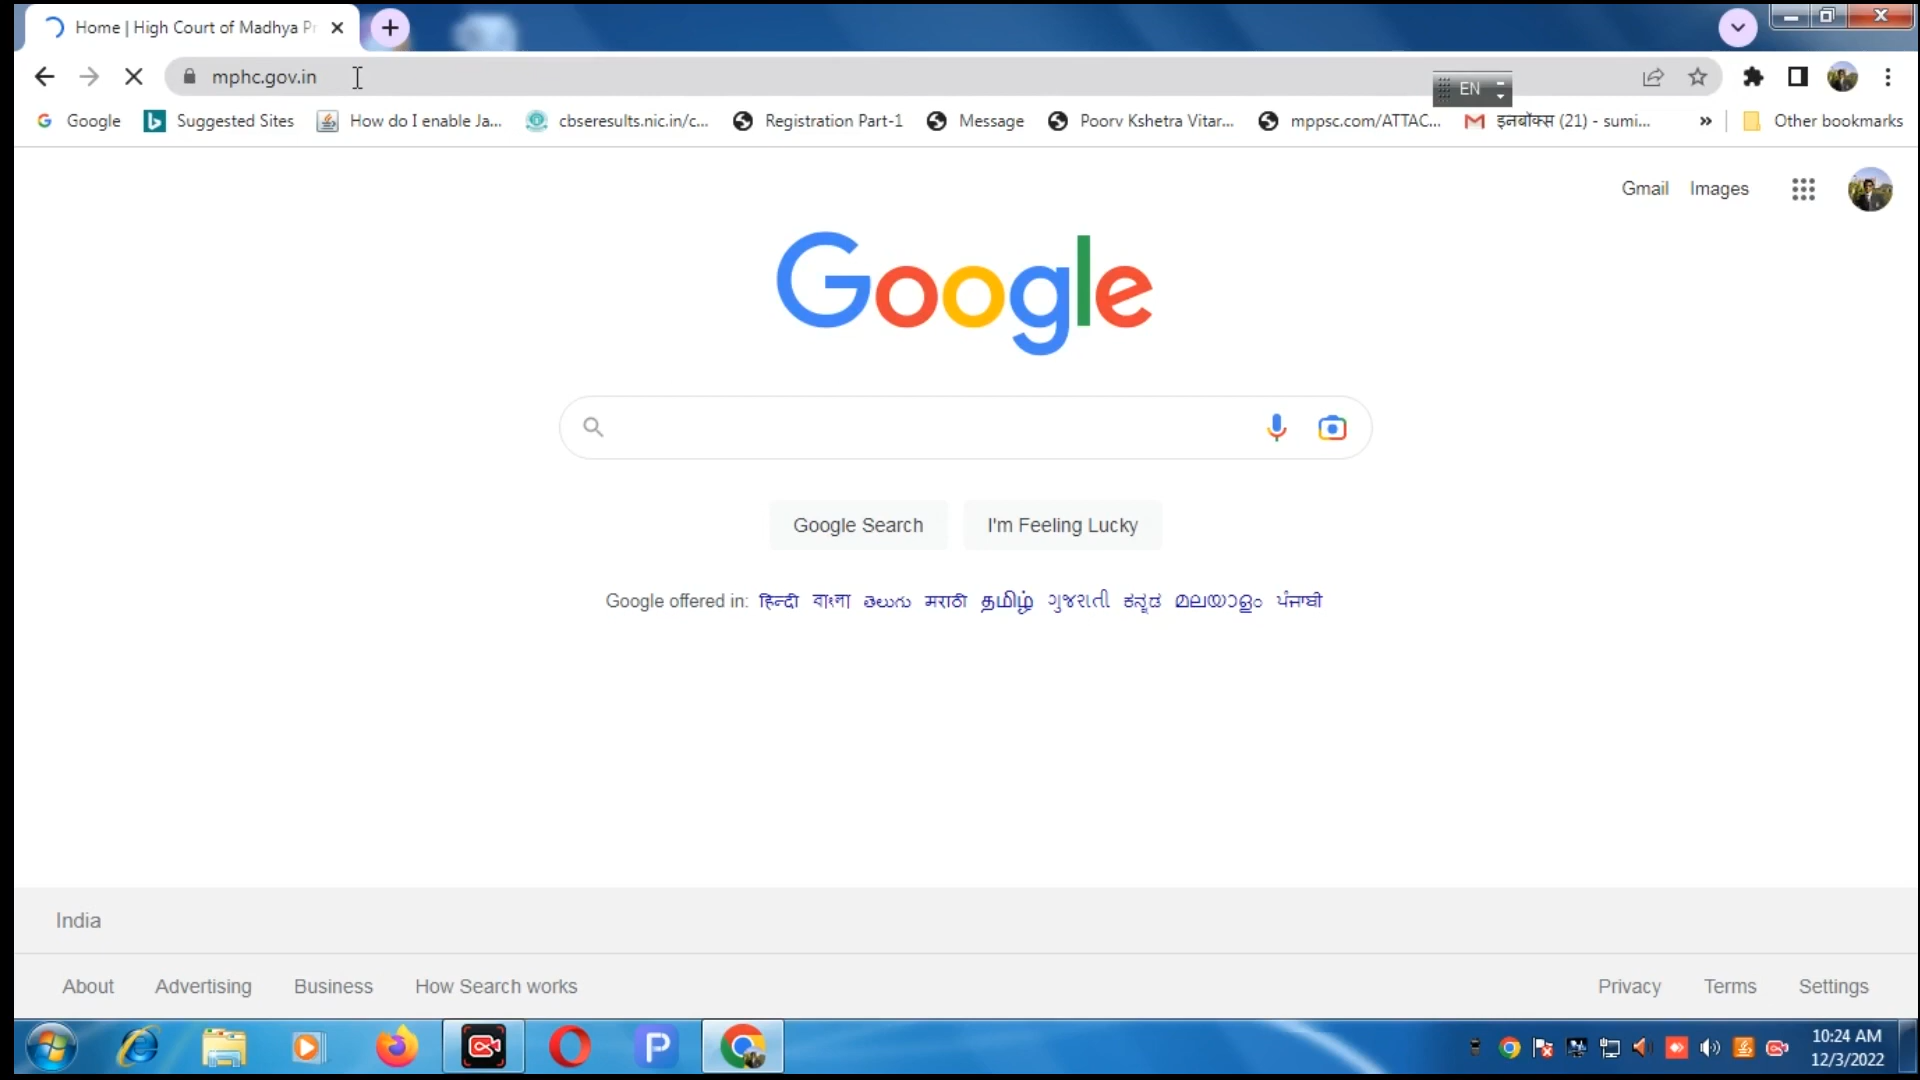 Home | High Court of Madhya Pr
mphc.gov.in
EN
Google
Suggested Sites
How do I enable Ja...
cbseresults.nic.in/c...
Registration Part-1
Message
Poorv Kshetra Vitar...
mppsc.com/ATTAC...
इनबॉक्स (21) - sumi...
»
Other bookmarks
Gmail Images
Google
Google Search I'm Feeling Lucky
Google offered in: हिन्दी বাংলা తెలుగు मराठी தமிழ் ગુજરાતી ಕನ್ನಡ മലയാളം ਪੰਜਾਬੀ
India
About Advertising Business How Search works Privacy Terms Settings
P
10:24 AM
12/3/2022